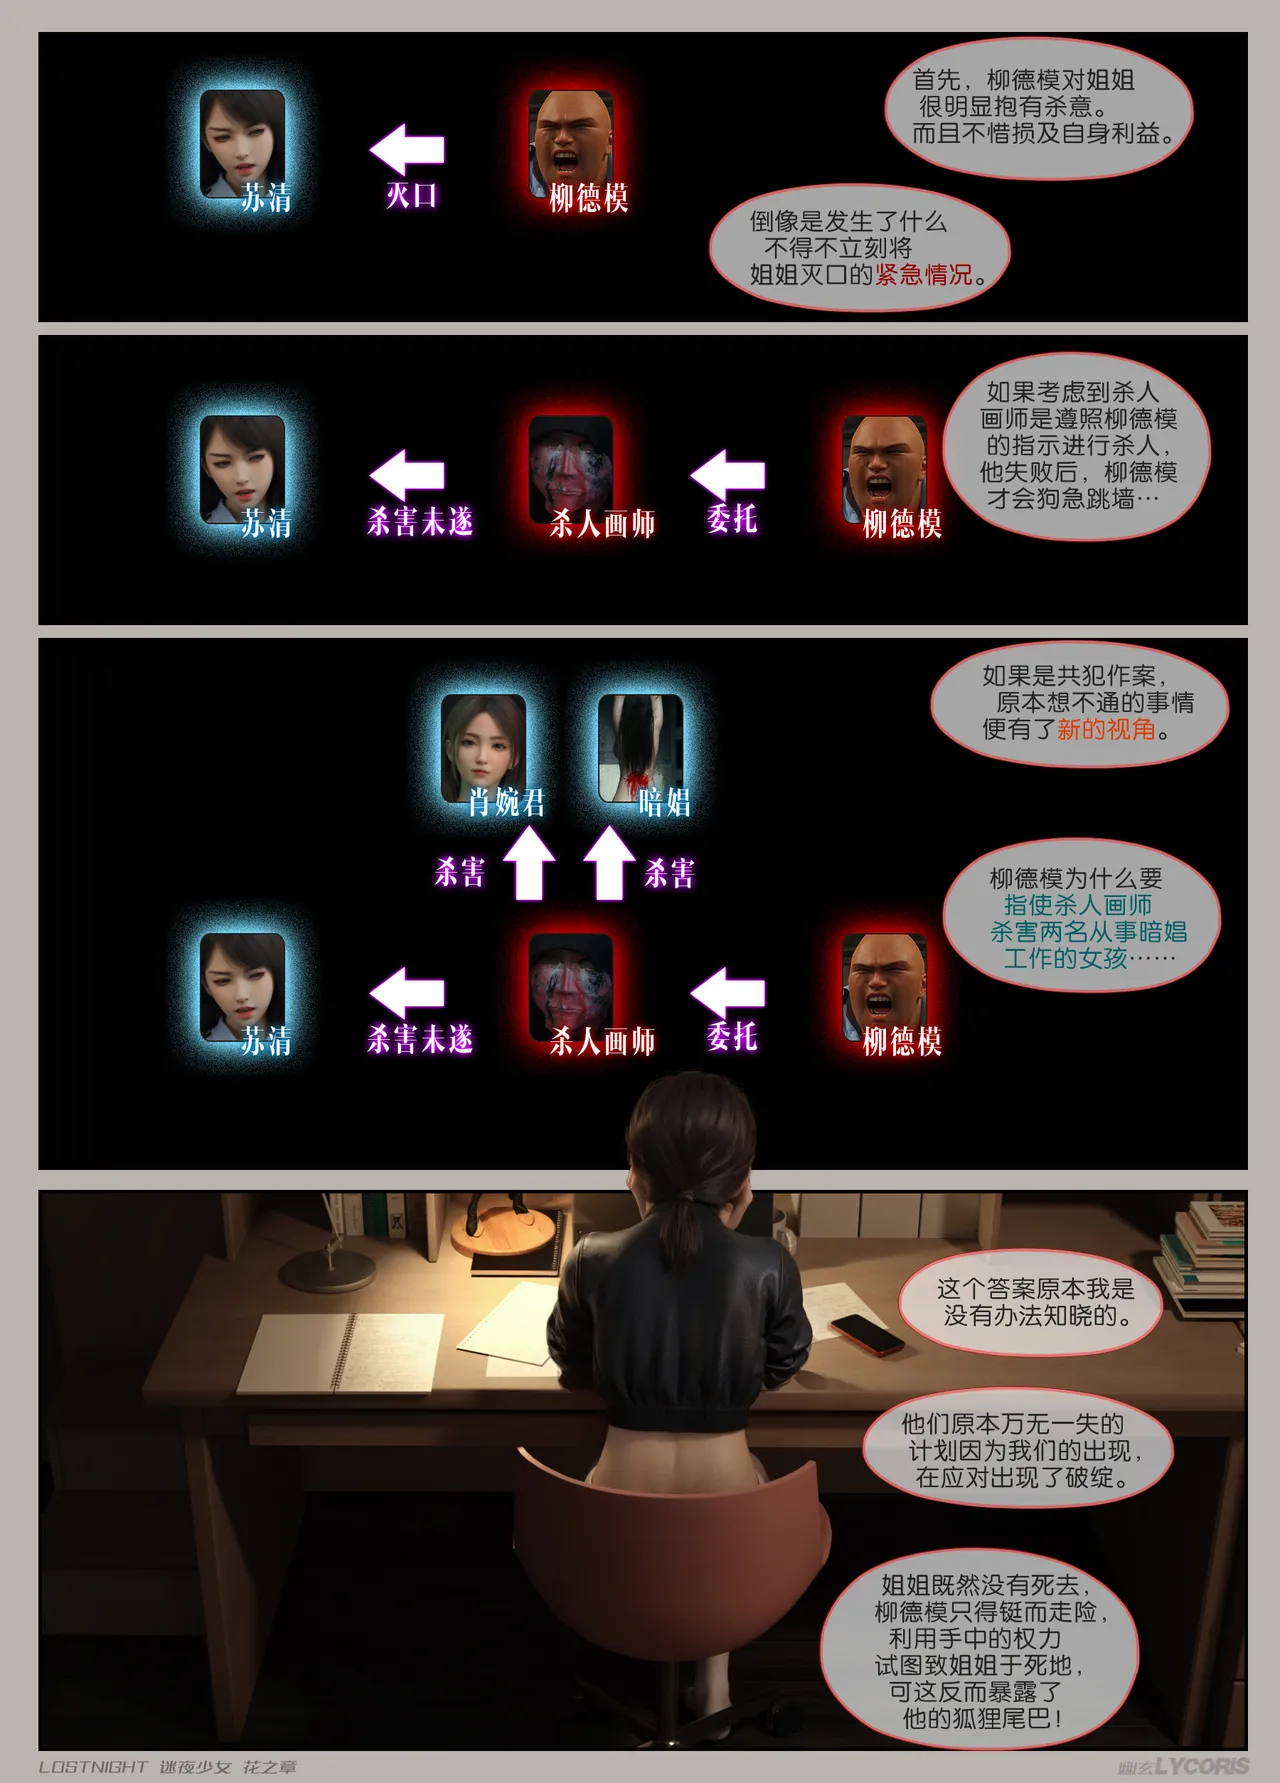 首先，柳德模对姐姐
很明显抱有杀意。
而且不惜损及自身利益。
苏清
灭口
柳德模
倒像是发生了什么
不得不立刻将
姐姐灭口的紧急情况。
如果考虑到杀人
画师是遵照柳德模
的指示进行杀人，
他失败后，柳德模
才会狗急跳墙…
苏清
杀害未遂
杀人画师
委托
柳德模
如果是共犯作案，
原本想不通的事情
便有了新的视角。
肖婉君
暗娼
杀害
杀害
柳德模为什么要
指使杀人画师
杀害两名从事暗娼
工作的女孩……
苏清
杀害未遂
杀人画师
委托
柳德模
这个答案原本我是
没有办法知晓的。
他们原本万无一失的
计划因为我们的出现，
在应对出现了破绽。
姐姐既然没有死去，
柳德模只得铤而走险，
利用手中的权力
试图致姐姐于死地，
可这反而暴露了
他的狐狸尾巴！
LOSTNIGHT 迷夜少女 花之章
幽玄LYCORIS